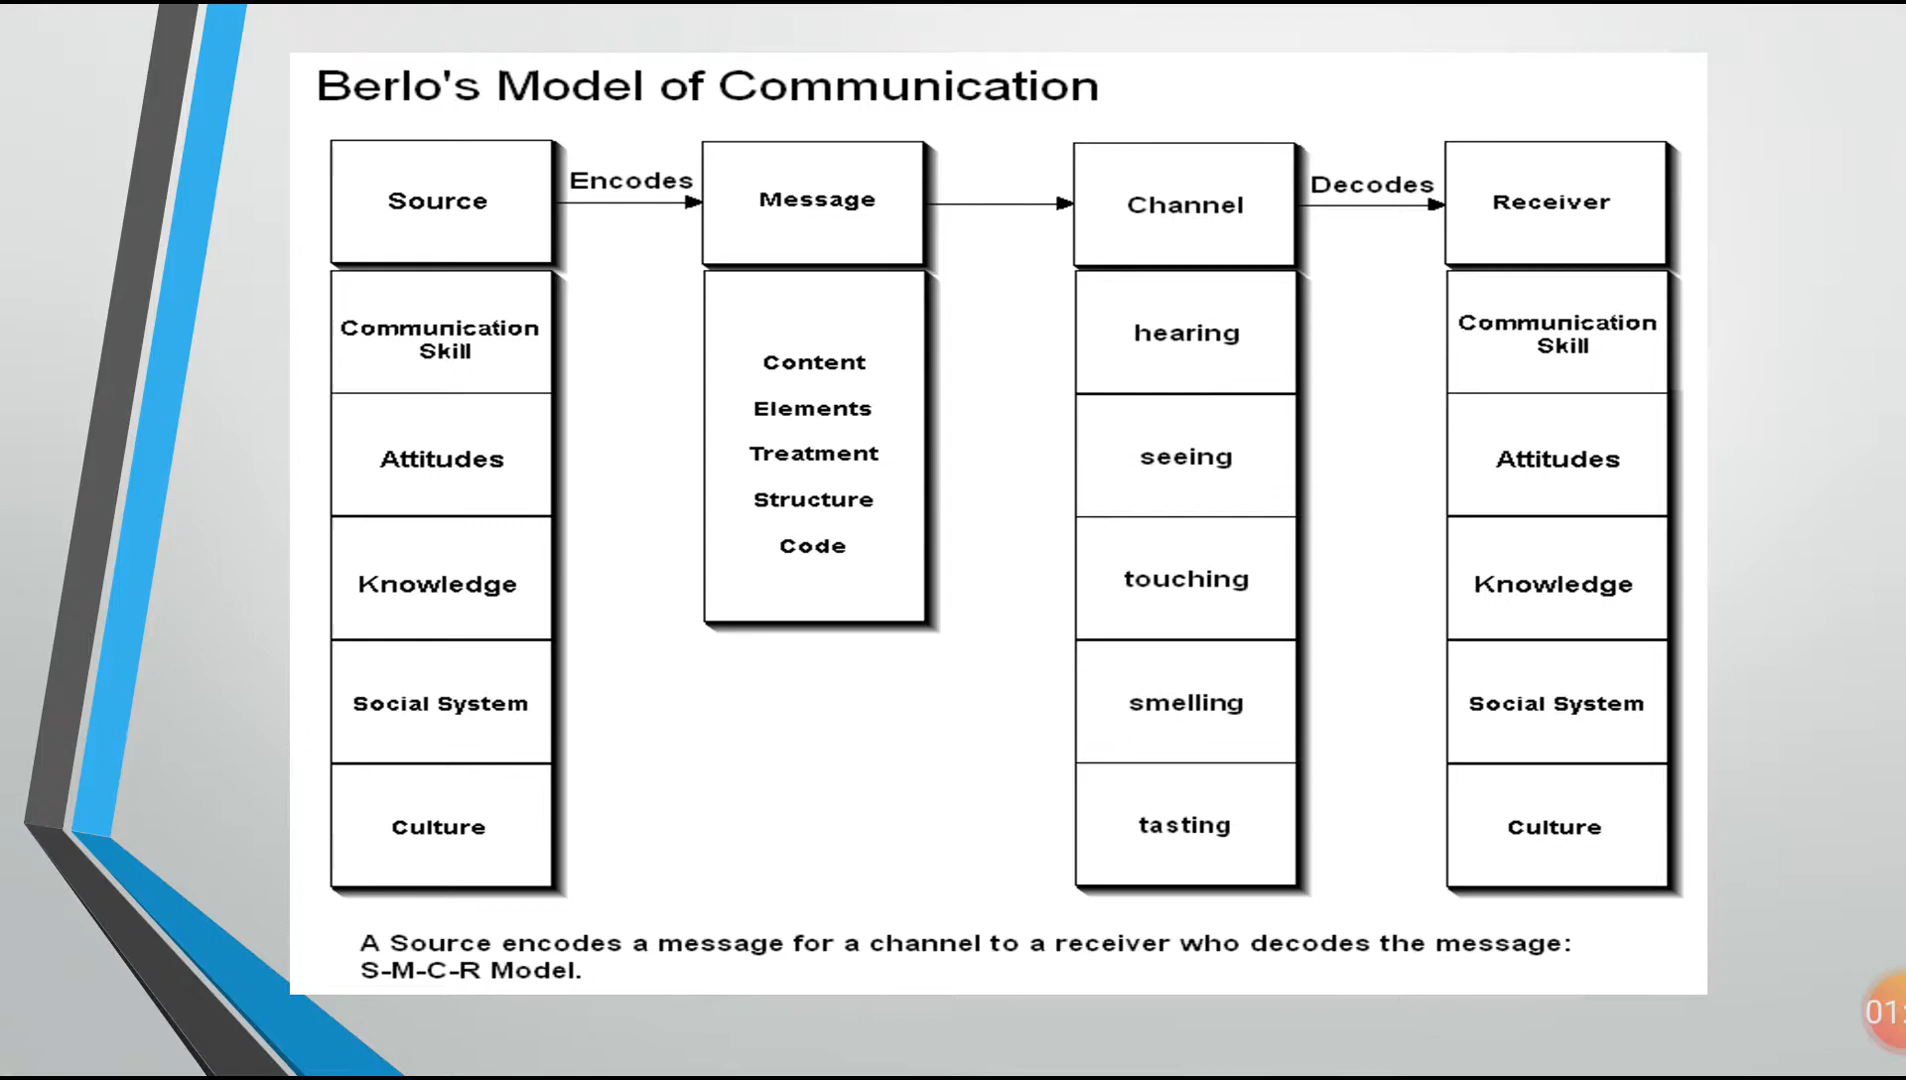 Berlo's Model of Communication
Source
Encodes
Message
Channel
Decodes
Receiver
Communication
Skill
Attitudes
Knowledge
Social System
Culture
Content
Elements
Treatment
Structure
Code
hearing
seeing
touching
smelling
tasting
Communication
Skill
Attitudes
Knowledge
Social System
Culture
A Source encodes a message for a channel to a receiver who decodes the message:
S-M-C-R Model.